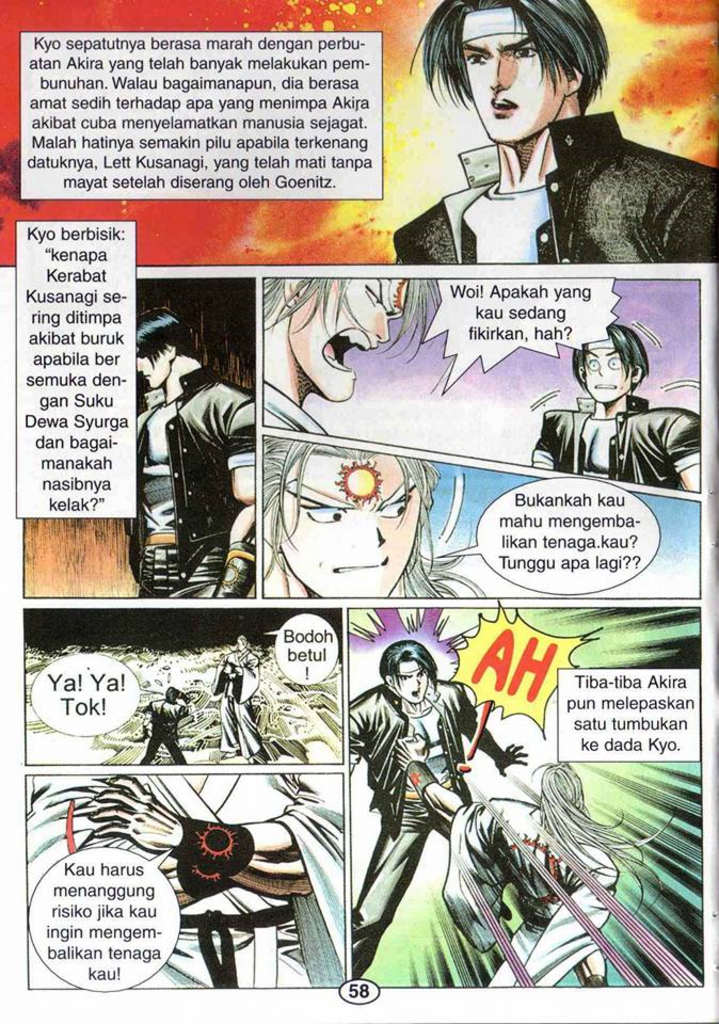 Kyo sepatutnya berasa marah dengan perbu-
atan Akira yang telah banyak melakukan pem-
bunuhan. Walau bagaimanapun, dia berasa
amat sedih terhadap apa yang menimpa Akira
akibat cuba menyelamatkan manusia sejagat.
Malah hatinya semakin pilu apabila terkenang
datuknya, Lett Kusanagi, yang telah mati tanpa
mayat setelah diserang oleh Goenitz.
Kyo berbisik:
“kenapa
Kerabat
Kusanagi se-
ring ditimpa
akibat buruk
apabila ber
semuka den-
gan Suku
Dewa Syurga
dan bagai-
manakah
nasibnya
kelak?”
Woi! Apakah yang
kau sedang
fikirkan, hah?
Bukankah kau
mahu mengemba-
likan tenaga.kau?
Tunggu apa lagi??
Ya! Ya!
Tok!
Bodoh
betul
!
AH!
Tiba-tiba Akira
pun melepaskan
satu tumbukan
ke dada Kyo.
Kau harus
menanggung
risiko jika kau
ingin mengem-
balikan tenaga
kau!
58